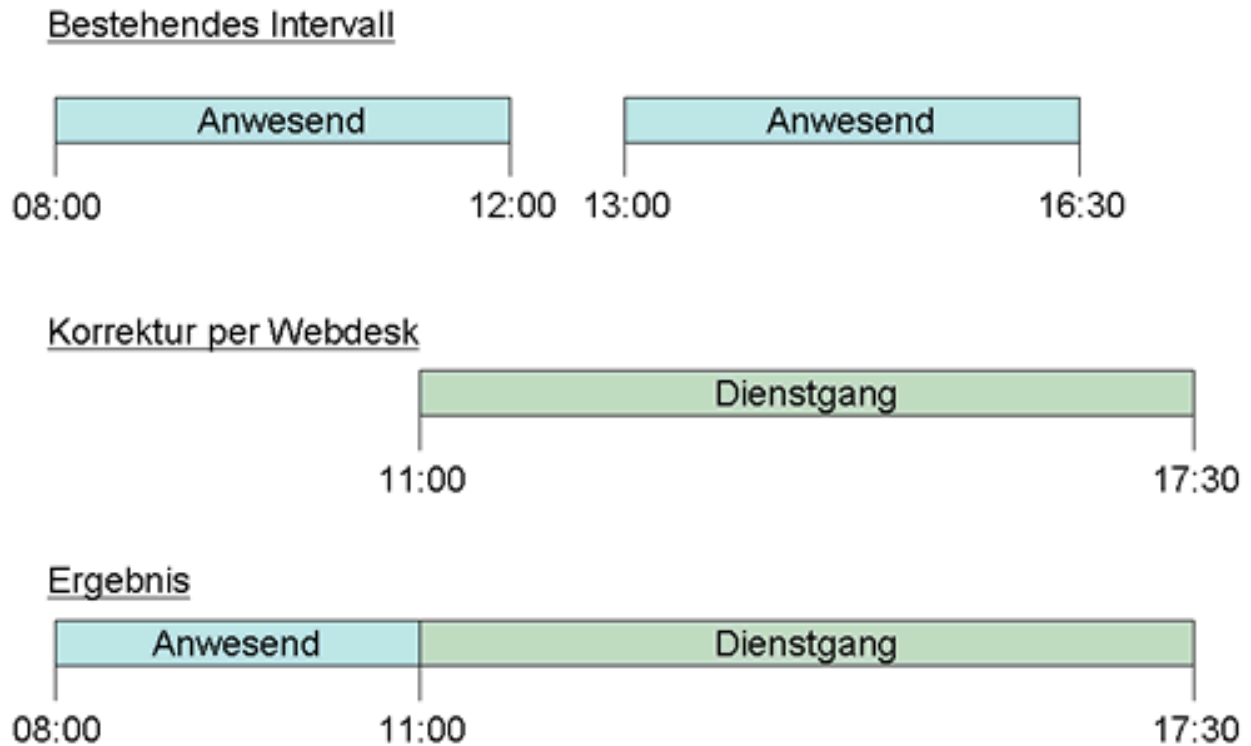 Bestehendes Intervall
Anwesend Anwesend
08:00 12:00 13:00 16:30
Korrektur per Webdesk
Dienstgang
11:00 17:30
Ergebnis
Anwesend Dienstgang
08:00 11:00 17:30